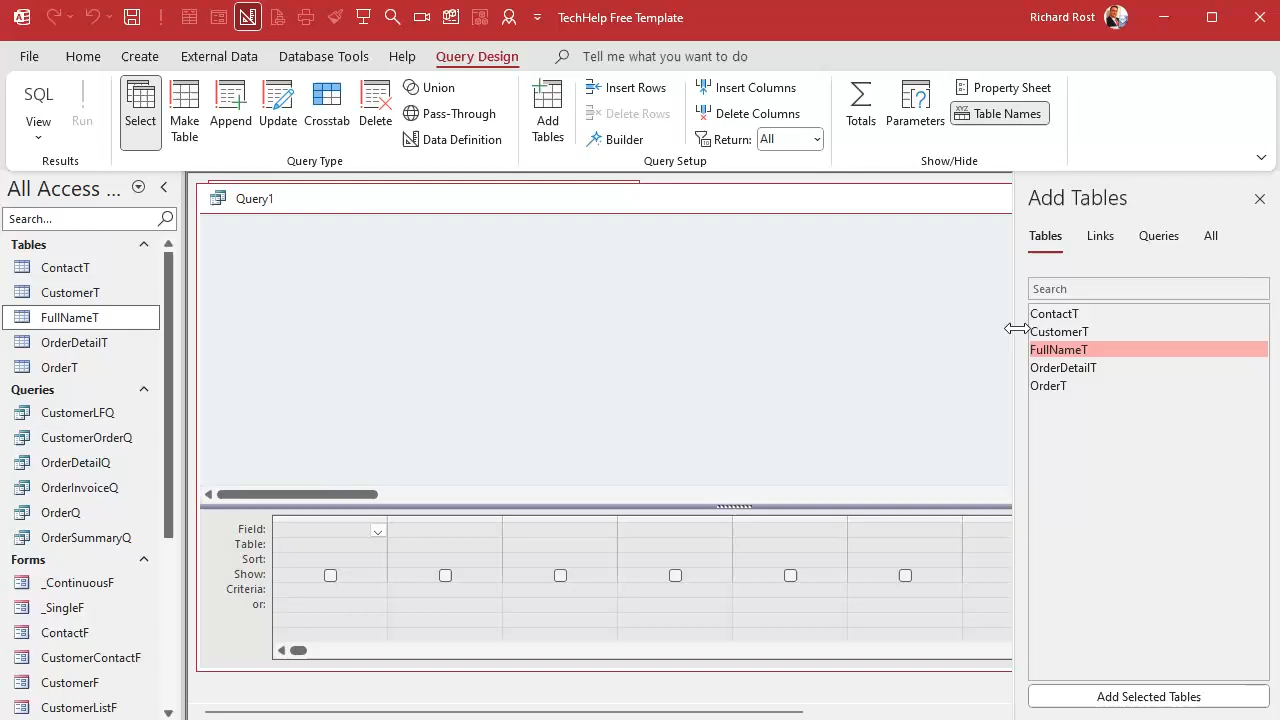 TechHelp Free Template
Richard Rost
File Home Create External Data Database Tools Help Query Design Tell me what you want to do
SQL
View
Run
Results
Select
Make
Table
Append
Update
Crosstab
Delete
Union
Pass-Through
Data Definition
Query Type
Add
Tables
Insert Rows
Delete Rows
Builder
Insert Columns
Delete Columns
Return: All
Query Setup
Totals
Parameters
Property Sheet
XYZ Table Names
Show/Hide
All Access ...
Search...
Tables
ContactT
CustomerT
FullNameT
OrderDetailT
OrderT
Queries
CustomerLFQ
CustomerOrderQ
OrderDetailQ
OrderInvoiceQ
OrderQ
OrderSummaryQ
Forms
_ContinuousF
_SingleF
ContactF
CustomerContactF
CustomerF
CustomerListF
Query1
Field:
Table:
Sort:
Show:
Criteria:
or:
Add Tables
Tables Links Queries All
Search
ContactT
CustomerT
FullNameT
OrderDetailT
OrderT
Add Selected Tables